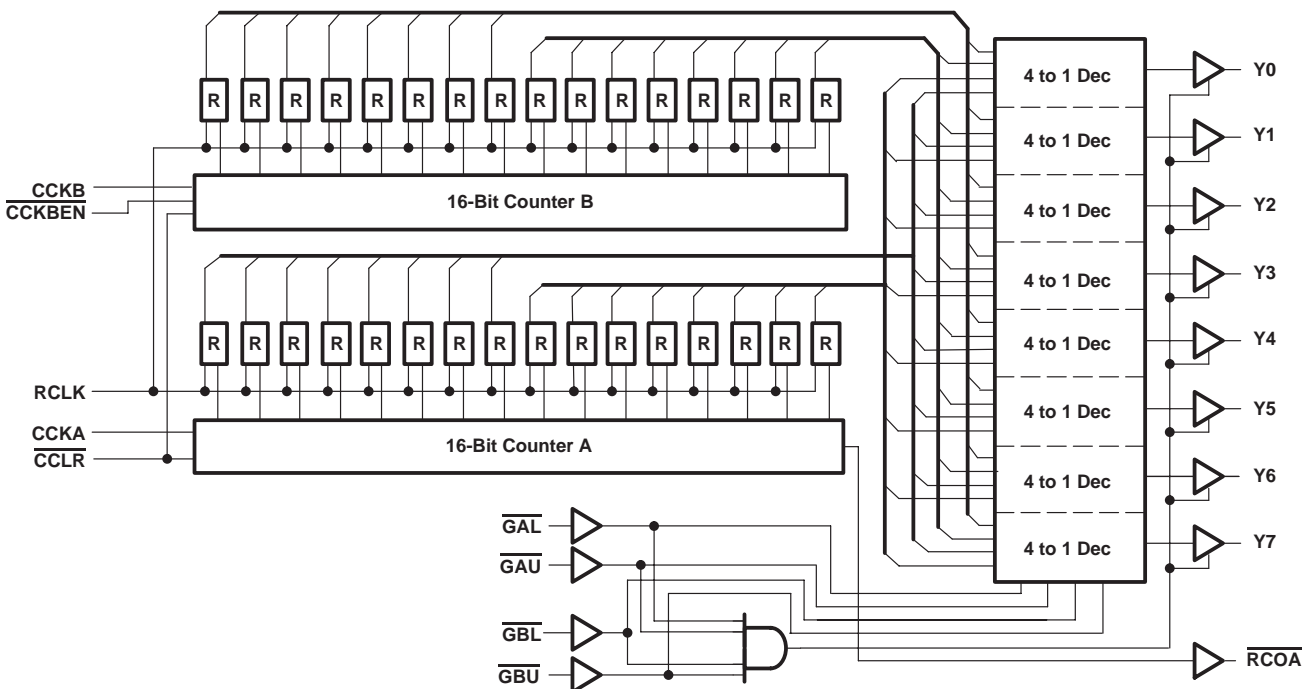 R R R R R R R R R R R R R R R R
4 to 1 Dec
Y0
4 to 1 Dec
Y1
CCKB
CCKBEN
16-Bit Counter B
4 to 1 Dec
Y2
4 to 1 Dec
Y3
R R R R R R R R R R R R R R R R
4 to 1 Dec
Y4
RCLK
4 to 1 Dec
Y5
CCKA
CCLR
16-Bit Counter A
4 to 1 Dec
Y6
GAL
4 to 1 Dec
Y7
GAU
GBL
GBU
RCOA